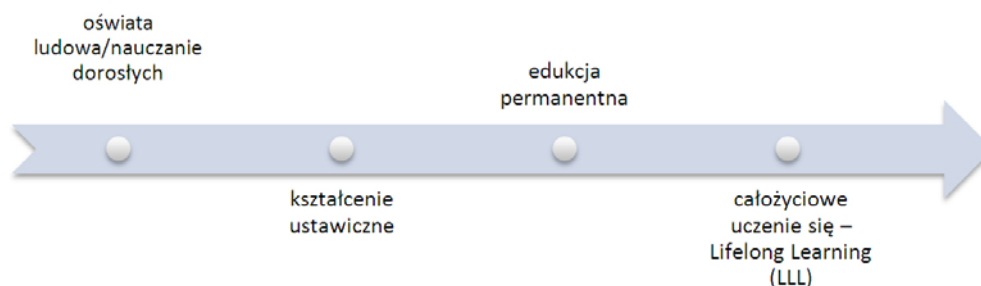 oświata
ludowa/nauczanie
dorosłych
kształcenie
ustawiczne
edukcja
permanentna
całożyciowe
uczenie się –
Lifelong Learning
(LLL)